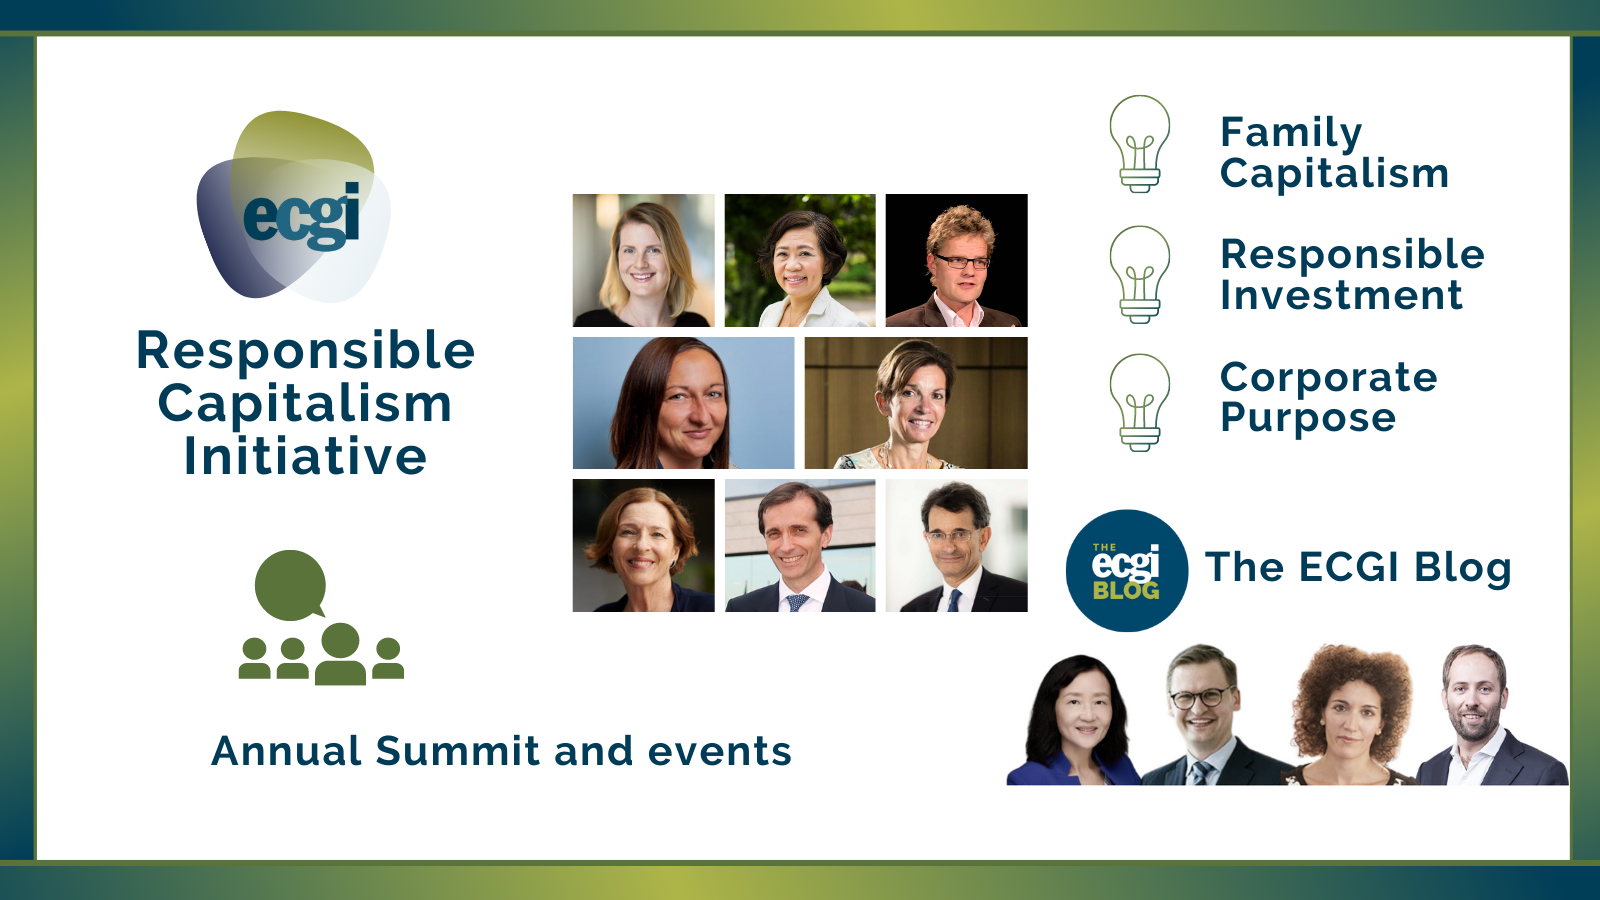 ecgi
Responsible
Capitalism
Initiative
Annual Summit and events
Family
Capitalism
Responsible
Investment
Corporate
Purpose
THE
ecgi
BLOG
The ECGI Blog